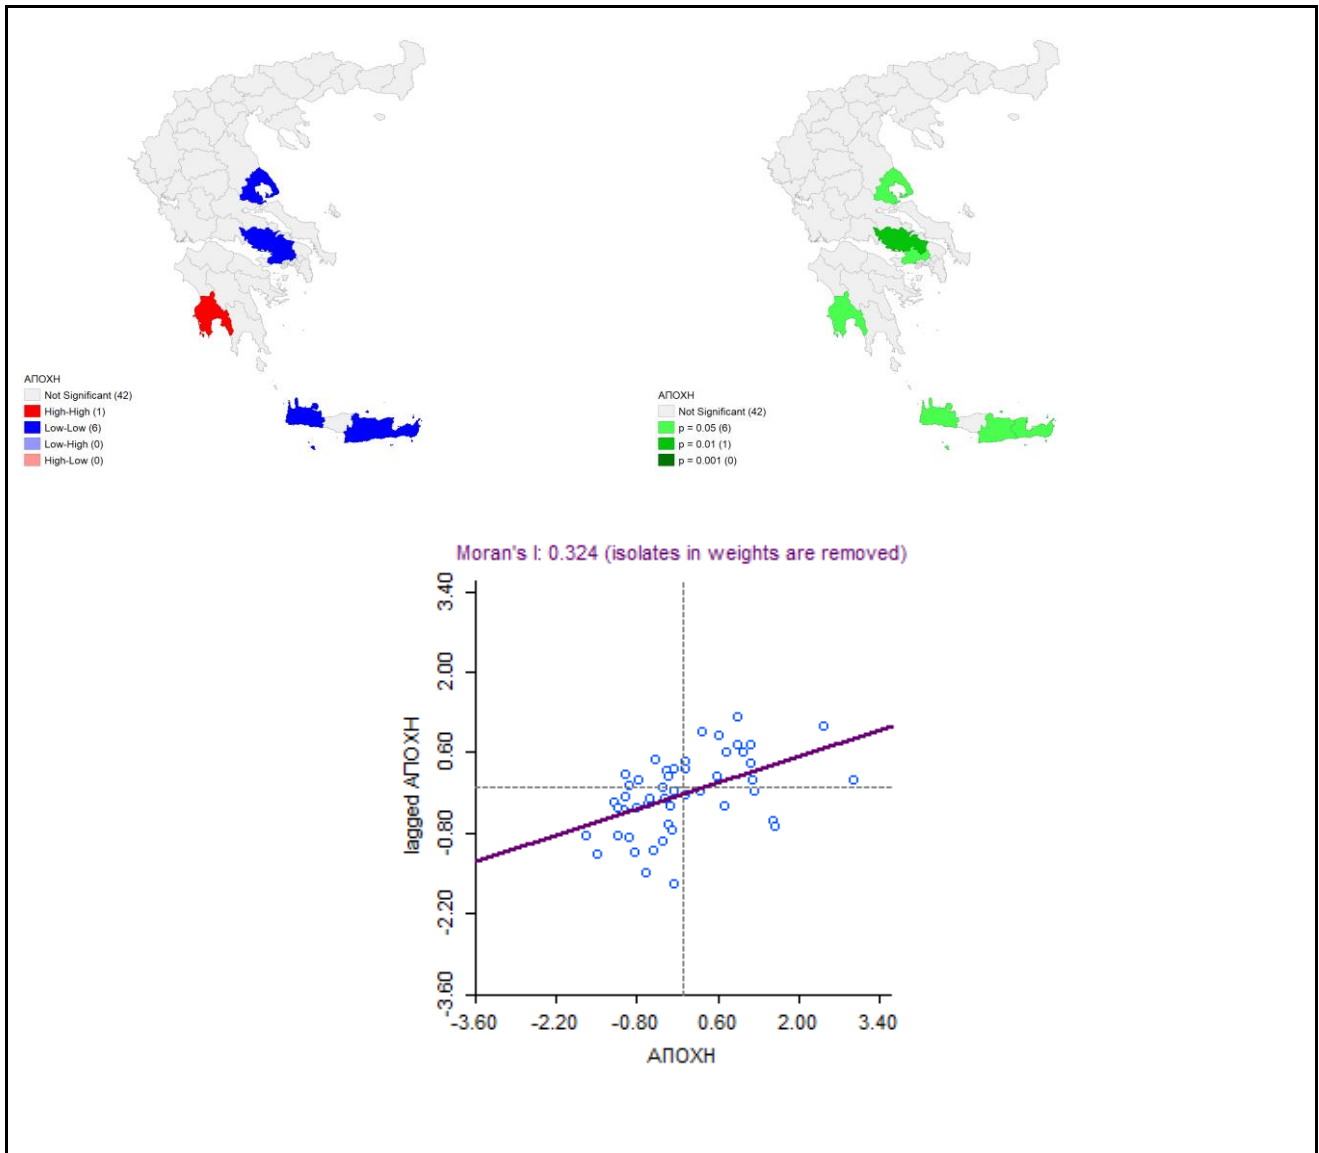 ΑΠΟΧΗ
Not Significant (42)
High-High (1)
Low-Low (6)
Low-High (0)
High-Low (0)
ΑΠΟΧΗ
Not Significant (42)
p = 0.05 (6)
p = 0.01 (1)
p = 0.001 (0)
Moran's I: 0.324 (isolates in weights are removed)
3.40
2.00
0.60
-0.80
-2.20
-3.60
lagged ΑΠΟΧΗ
-3.60 -2.20 -0.80 0.60 2.00 3.40
ΑΠΟΧΗ